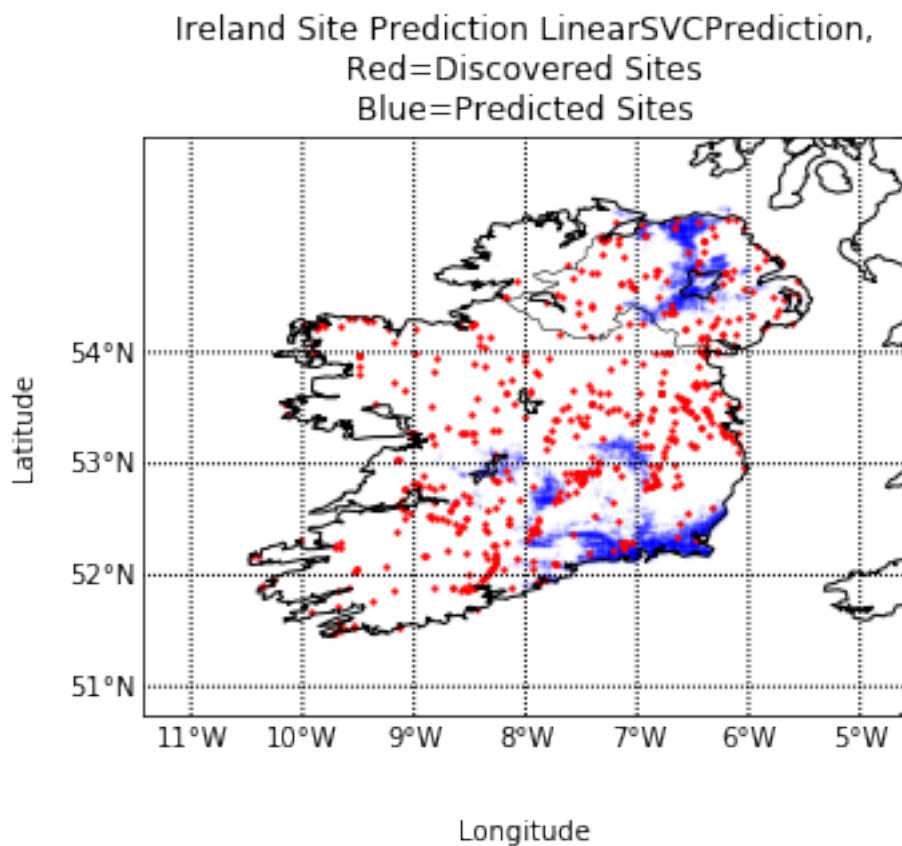 Ireland Site Prediction LinearSVCPrediction,
Red=Discovered Sites
Blue=Predicted Sites
Latitude
54°N
53°N
52°N
51°N
11°W 10°W 9°W 8°W 7°W 6°W 5°W
Longitude